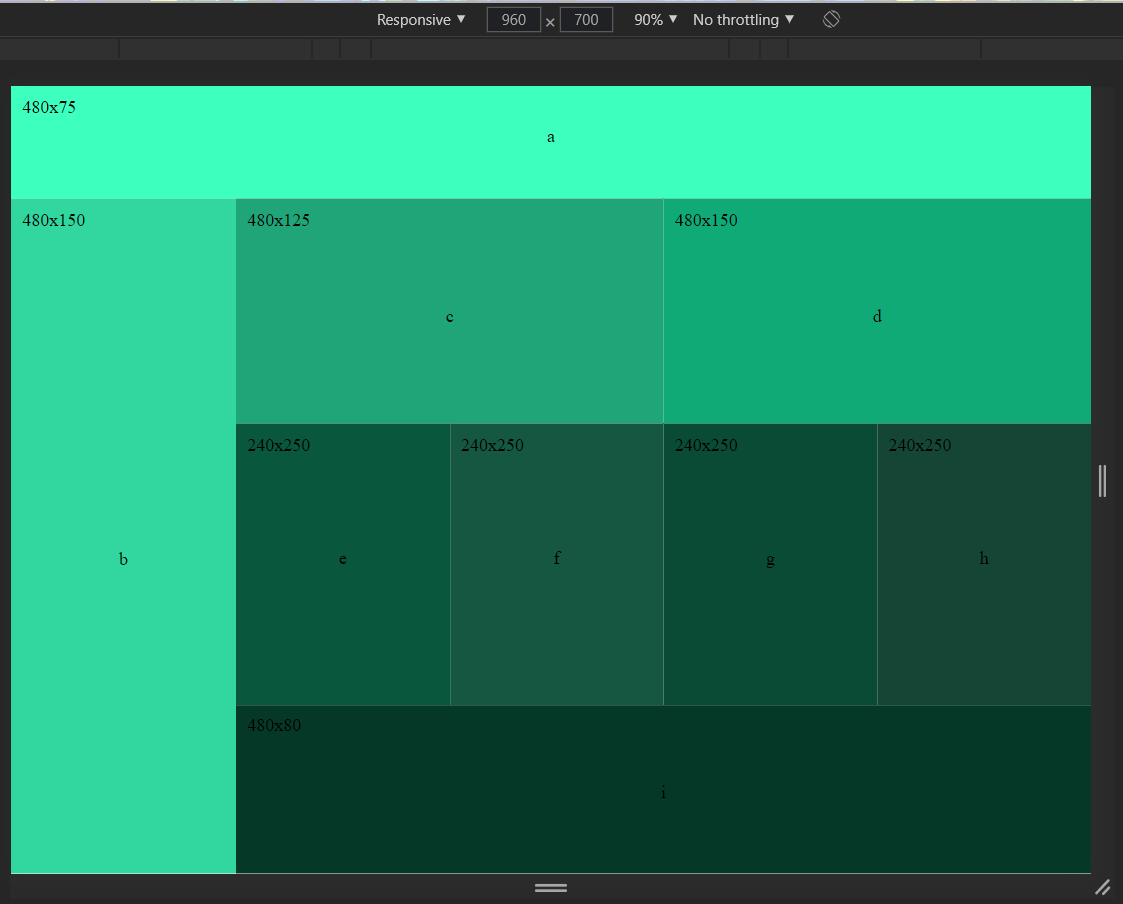 Responsive ▼ 960 × 700 90% ▼ No throttling ▼
480x75
a
480x150
480x125
480x150
c
d
240x250
240x250
240x250
240x250
b
e
f
g
h
480x80
i